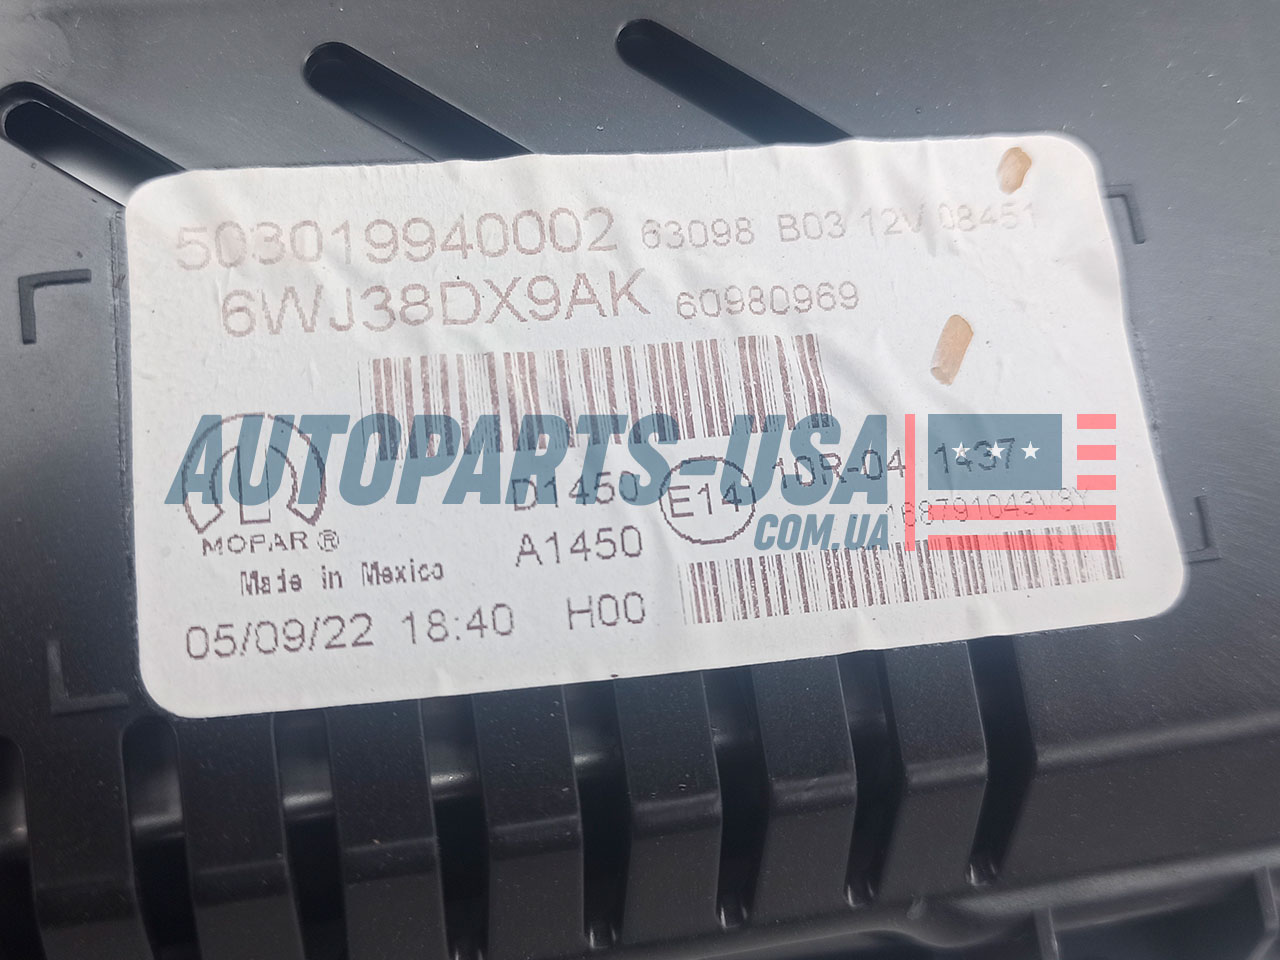 503019940002 63098 B03 12V 08451
6WJ38DX9AK 60980969
AUTOPARTS-USA
.COM.UA
D1450
E14
10R-04 1437
MOPAR®
A1450
168791043V8Y
Made in Mexico
05/09/22 18:40 H00